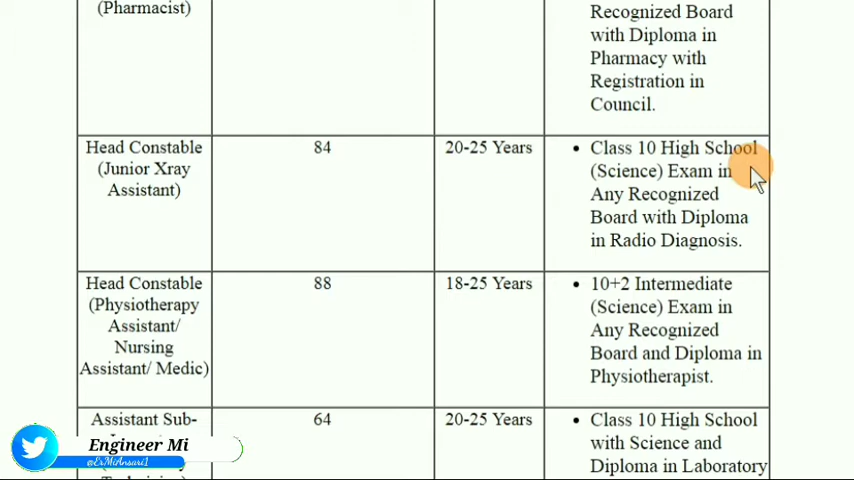 (Pharmacist)
Recognized Board
with Diploma in
Pharmacy with
Registration in
Council.
Head Constable
(Junior Xray
Assistant)
84
20-25 Years
• Class 10 High School
(Science) Exam in
Any Recognized
Board with Diploma
in Radio Diagnosis.
Head Constable
(Physiotherapy
Assistant/
Nursing
Assistant/ Medic)
88
18-25 Years
• 10+2 Intermediate
(Science) Exam in
Any Recognized
Board and Diploma in
Physiotherapist.
Assistant Sub-
64
20-25 Years
• Class 10 High School
with Science and
Diploma in Laboratory
Engineer Mi
@ErMiAnsari1